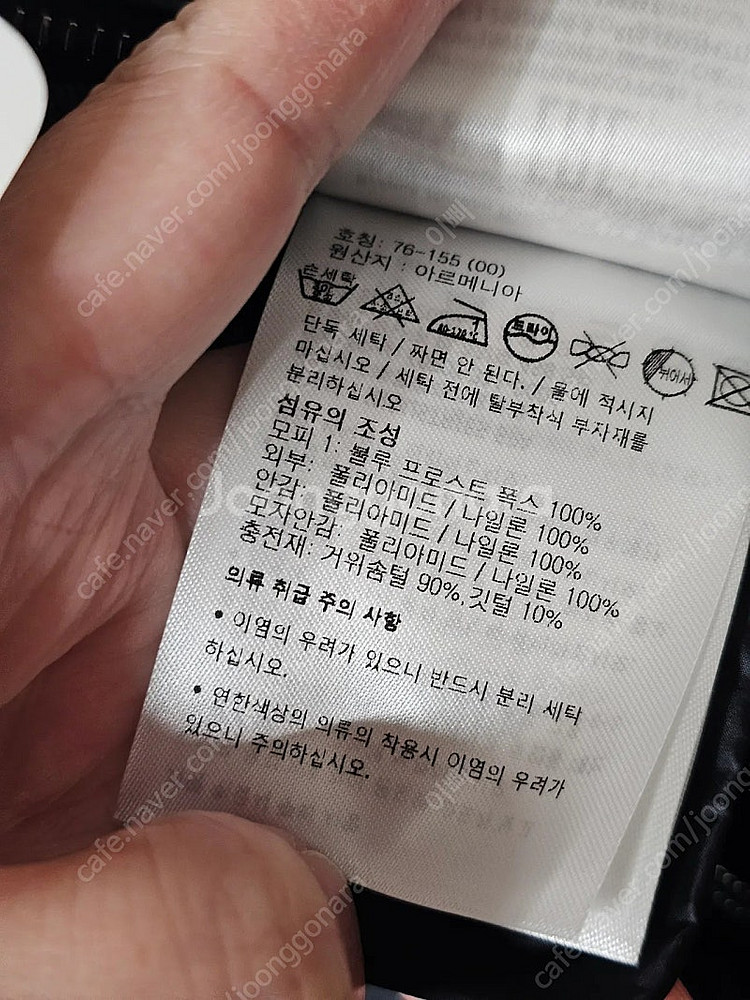 호칭: 76-155 (00)
원산지 : 아르메니아
손세탁
드라이
80-120℃
뉘어서
단독 세탁 / 짜면 안 된다. / 물에 적시지
마십시오 / 세탁 전에 탈부착식 부자재를
분리하십시오
섬유의 조성
모피 1: 블루 프로스트 폭스 100%
외부: 폴리아미드 / 나일론 100%
안감: 폴리아미드 / 나일론 100%
모자안감: 폴리아미드 / 나일론 100%
충전재: 거위솜털 90%, 깃털 10%
의류 취급 주의 사항
• 이염의 우려가 있으니 반드시 분리 세탁
하십시오.
• 연한색상의 의류의 착용시 이염의 우려가
있으니 주의하십시오.
cafe.naver.com/joonggonara